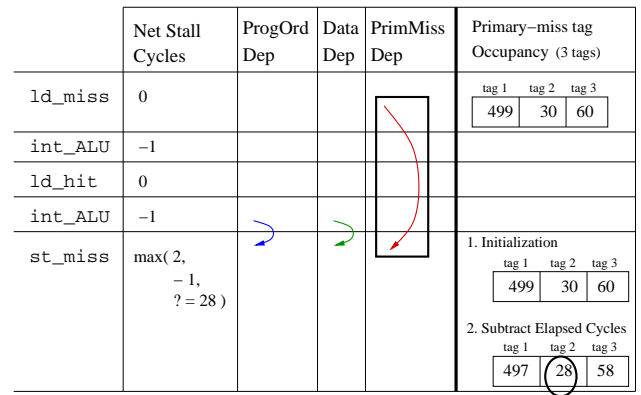 Net Stall Cycles ProgOrd Dep Data Dep PrimMiss Dep Primary–miss tag Occupancy (3 tags)
ld_miss 0
tag 1 tag 2 tag 3
499 30 60
int_ALU –1
ld_hit 0
int_ALU –1
st_miss max( 2,
– 1,
? = 28 )
1. Initialization
tag 1 tag 2 tag 3
499 30 60
2. Subtract Elapsed Cycles
tag 1 tag 2 tag 3
497 28 58